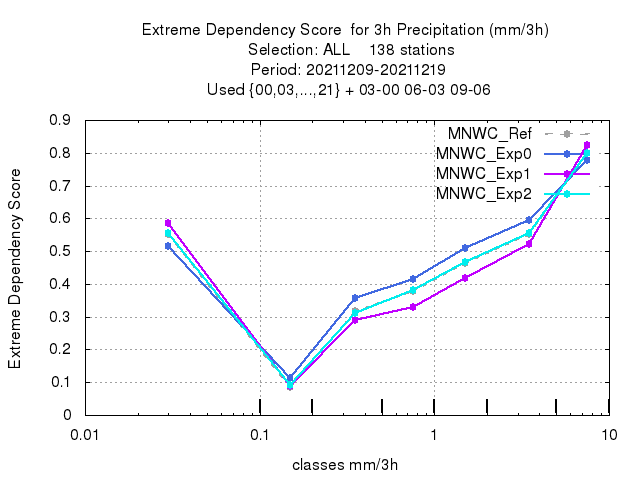 Extreme Dependency Score  for 3h Precipitation (mm/3h)
Selection: ALL    138 stations
Period: 20211209-20211219
Used {00,03,...,21} + 03-00 06-03 09-06
Extreme Dependency Score
0.9
0.8
0.7
0.6
0.5
0.4
0.3
0.2
0.1
0
MNWC_Ref
MNWC_Exp0
MNWC_Exp1
MNWC_Exp2
0.01
0.1
1
10
classes mm/3h